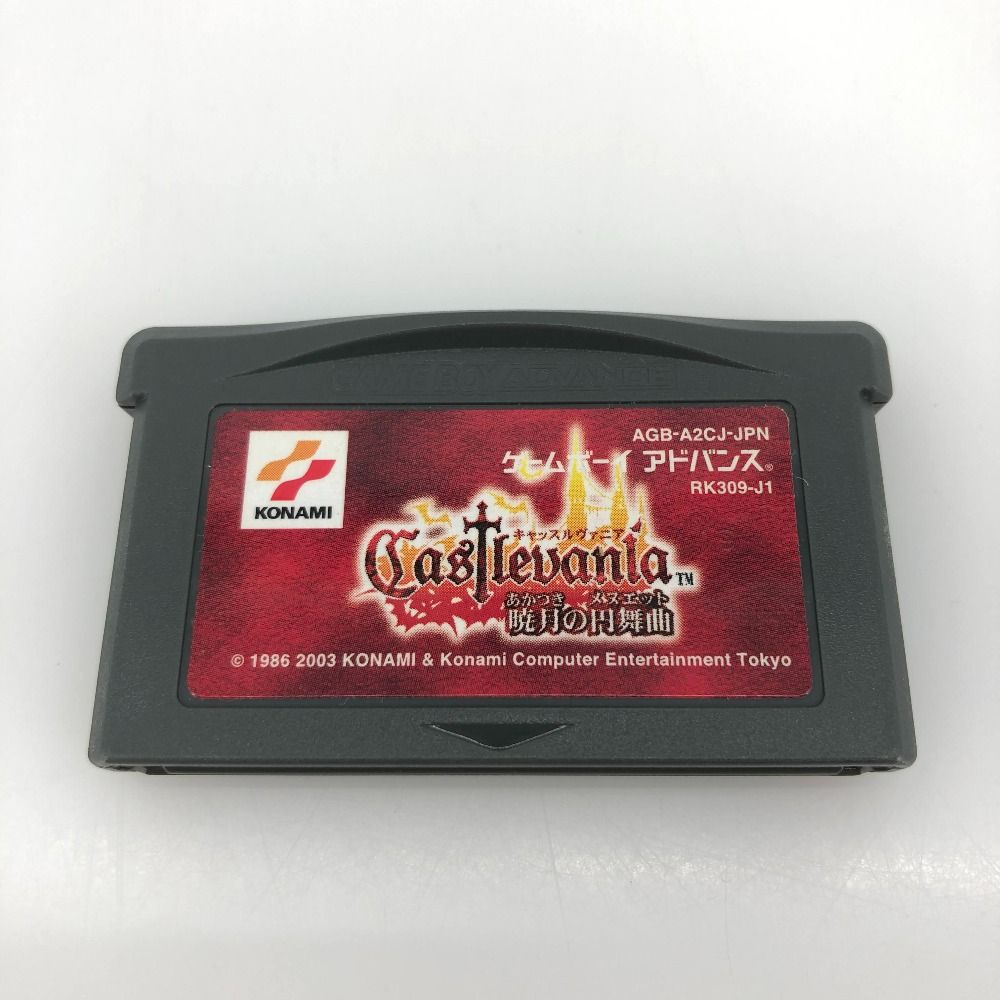 GAME BOY ADVANCE
AGB-A2CJ-JPN
ゲームボーイ アドバンス®
RK309-J1
KONAMI
キャッスルヴァニア
Castlevania™
あかつき メヌエット
暁月の円舞曲
© 1986 2003 KONAMI & Konami Computer Entertainment Tokyo